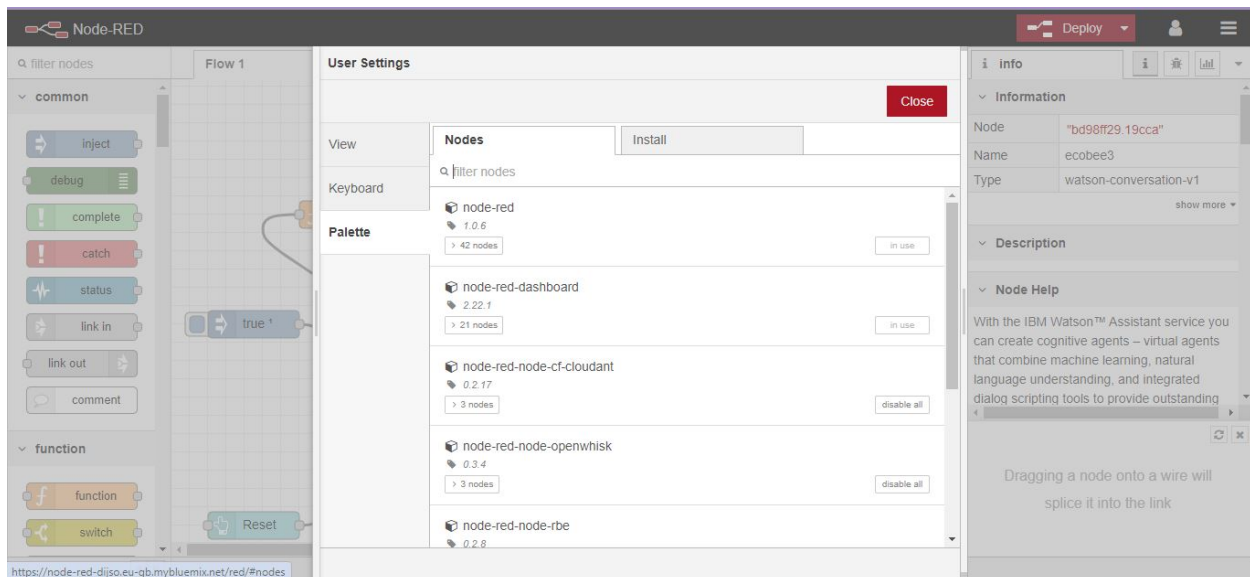 Node-RED
Deploy
filter nodes
common
inject
debug
complete
catch
status
link in
link out
comment
function
function
switch
Flow 1
true *
Reset
User Settings
Close
View
Keyboard
Palette
Nodes
Install
filter nodes
node-red
1.0.6
> 42 nodes
in use
node-red-dashboard
2.22.1
> 21 nodes
in use
node-red-node-cf-cloudant
0.2.17
> 3 nodes
disable all
node-red-node-openwhisk
0.3.4
> 3 nodes
disable all
node-red-node-rbe
0.2.8
i info
i
Information
Node "bd98ff29.19cca"
Name ecobee3
Type watson-conversation-v1
show more
Description
Node Help
With the IBM Watson™ Assistant service you
can create cognitive agents – virtual agents
that combine machine learning, natural
language understanding, and integrated
dialog scripting tools to provide outstanding
Dragging a node onto a wire will
splice it into the link
https://node-red-dijso.eu-gb.mybluemix.net/red/#nodes